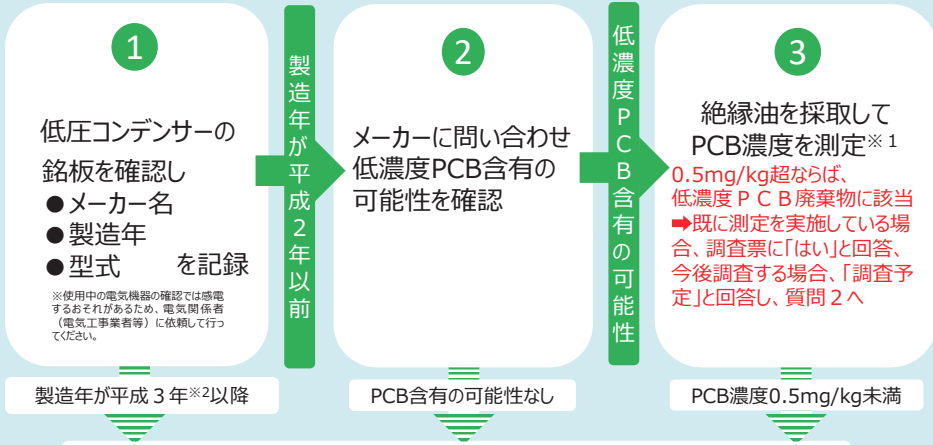 1
低圧コンデンサーの
銘板を確認し
●メーカー名
●製造年
●型式 を記録
※使用中の電気機器の確認では感電
するおそれがあるため、電気関係者
（電気工事業者等）に依頼して行っ
てください。
製造年が平成2年以前
2
メーカーに問い合わせ
低濃度PCB含有の
可能性を確認
低濃度PCB含有の可能性
3
絶縁油を採取して
PCB濃度を測定※1
0.5mg/kg超ならば、
低濃度ＰＣＢ廃棄物に該当
➡既に測定を実施している場
合、調査票に「はい」と回答、
今後調査する場合、「調査予
定」と回答し、質問２へ
製造年が平成３年※2以降
PCB含有の可能性なし
PCB濃度0.5mg/kg未満